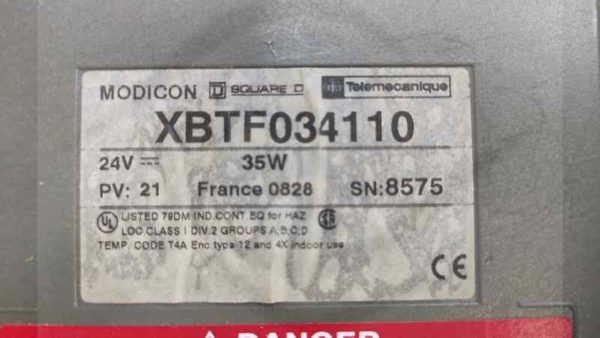 MODICON SQUARE D Telemecanique
XBTF034110
24V 35W
PV: 21 France 0828 SN:8575
UL LISTED 79DM IND.CONT.EQ for HAZ
LOC CLASS I DIV.2 GROUPS A,B,C,D
TEMP. CODE T4A Enc.type 12 and 4X indoor use
CE
DANGER